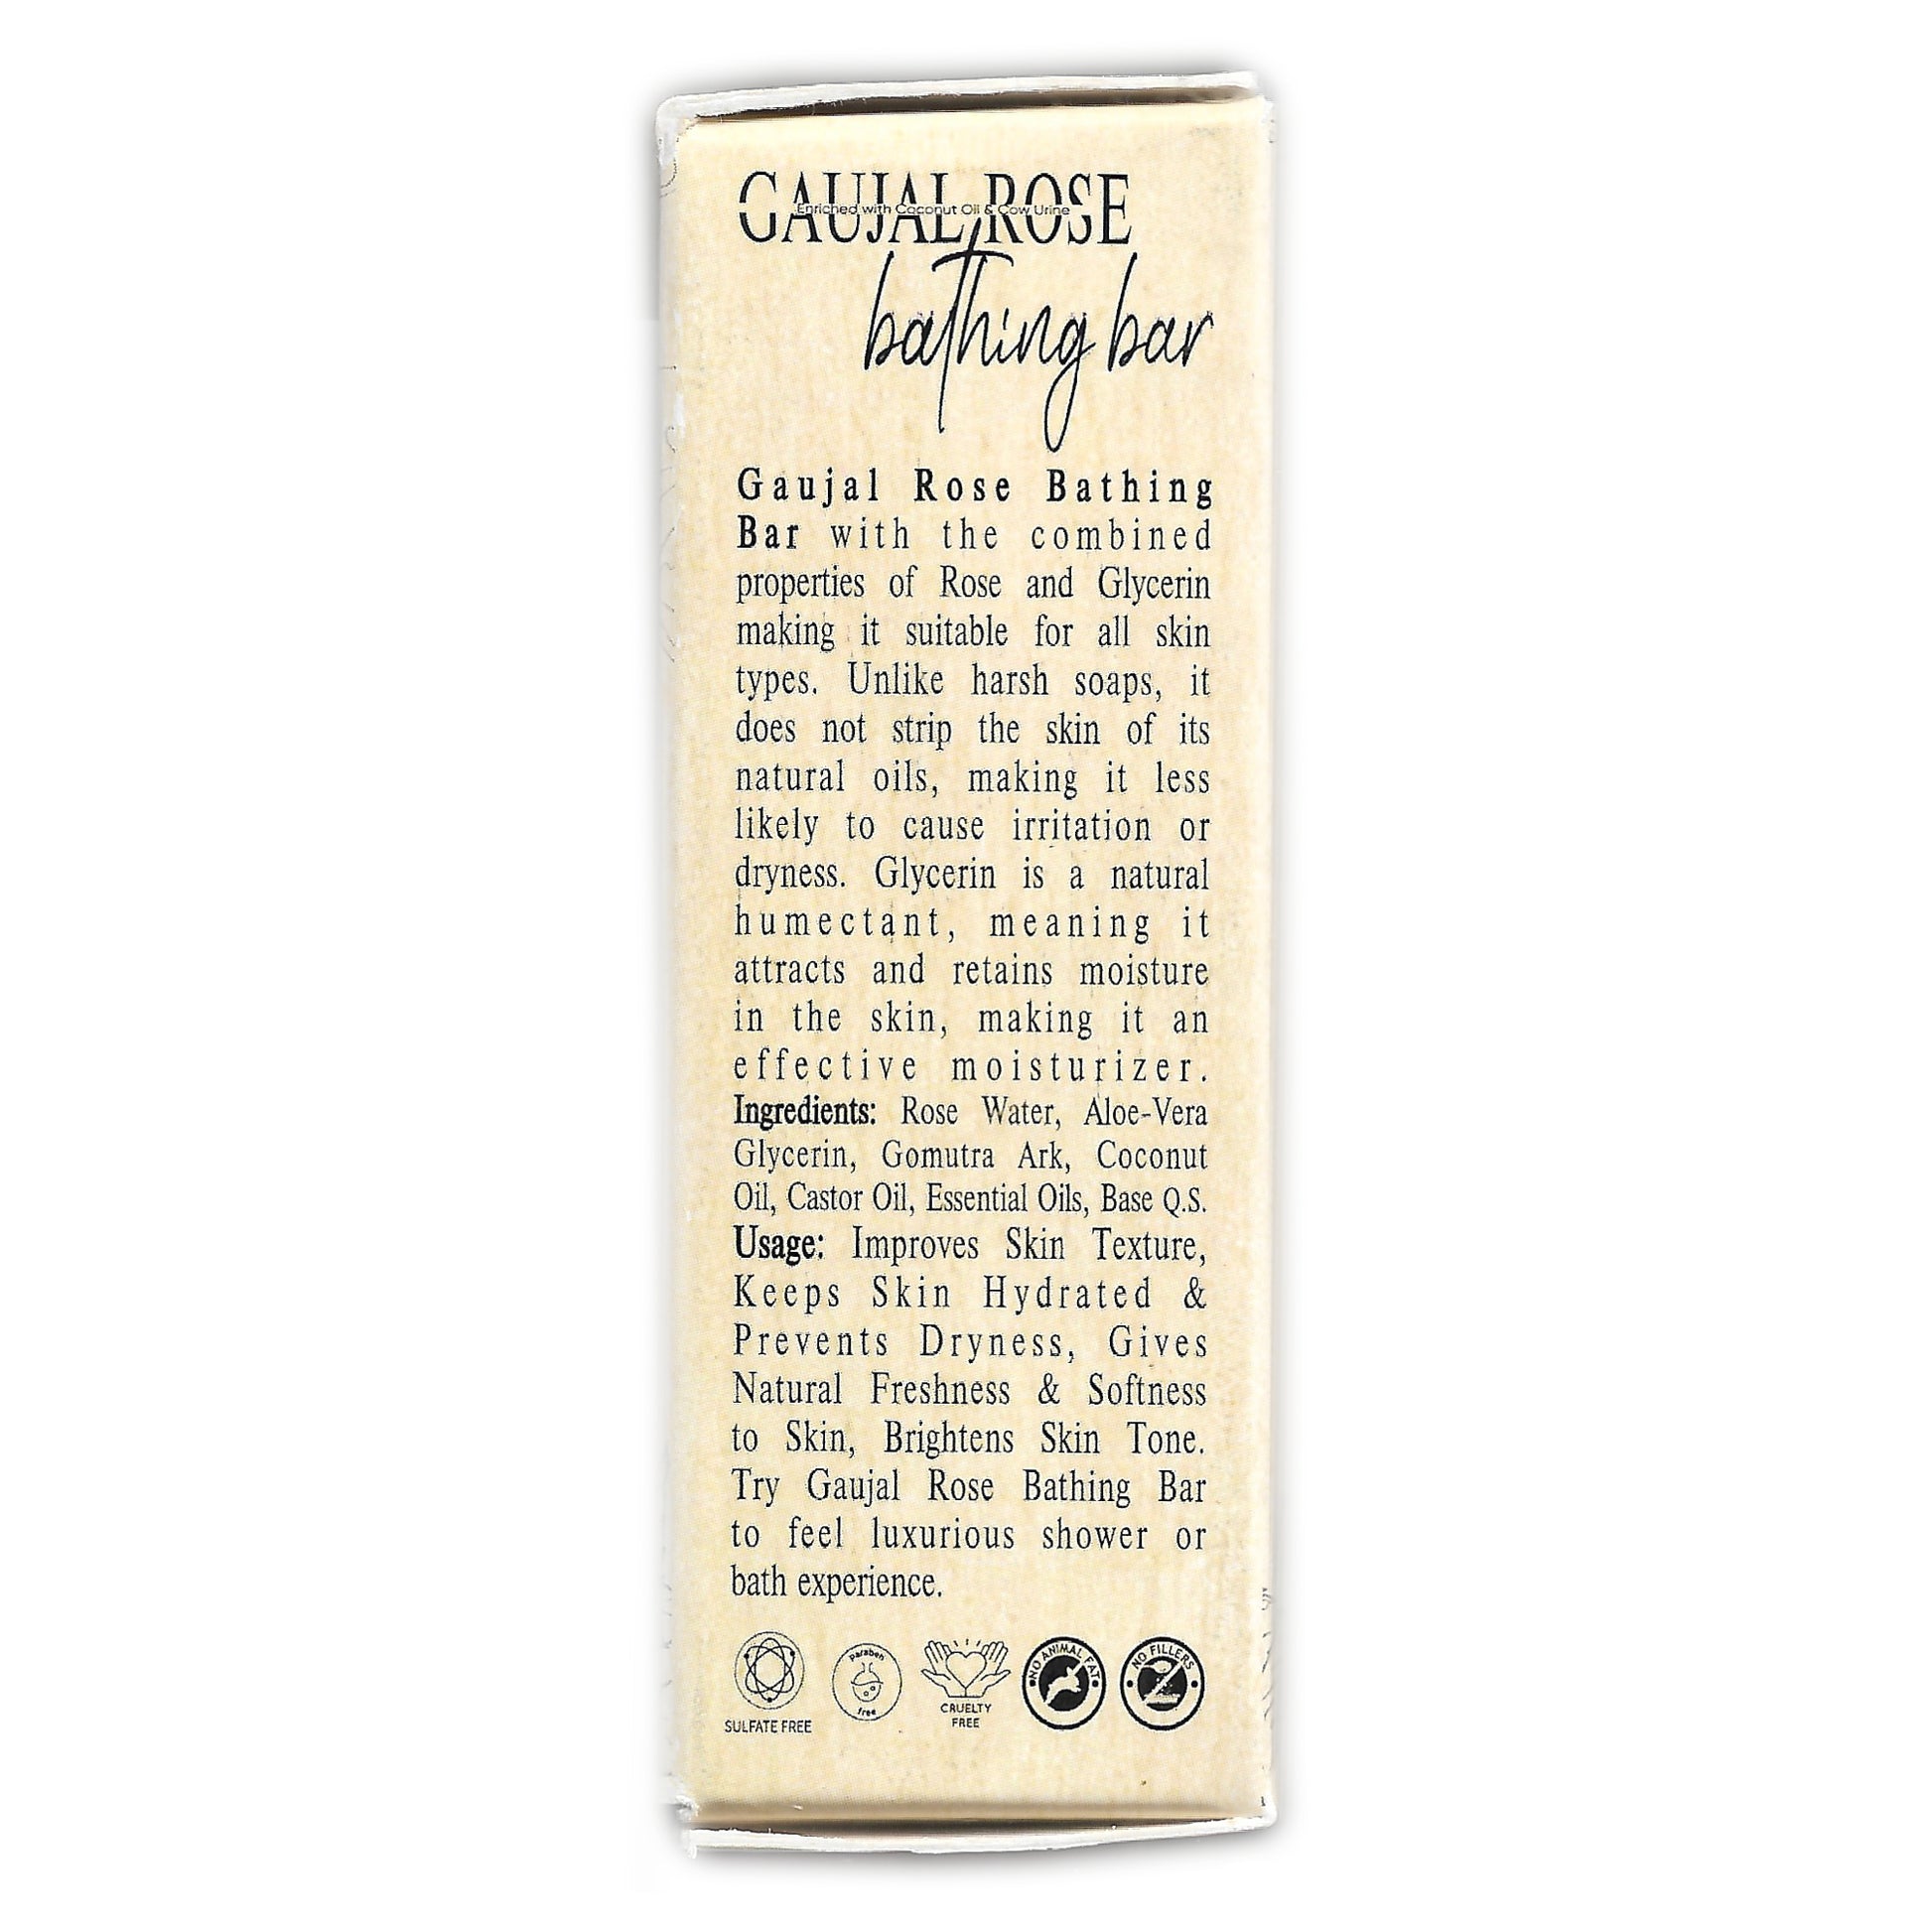 GAUJAL ROSE
Enriched with Coconut Oil & Cow Urine
bathing bar
Gaujal Rose Bathing
Bar with the combined
properties of Rose and Glycerin
making it suitable for all skin
types. Unlike harsh soaps, it
does not strip the skin of its
natural oils, making it less
likely to cause irritation or
dryness. Glycerin is a natural
humectant, meaning it
attracts and retains moisture
in the skin, making it an
effective moisturizer.
Ingredients: Rose Water, Aloe-Vera
Glycerin, Gomutra Ark, Coconut
Oil, Castor Oil, Essential Oils, Base Q.S.
Usage: Improves Skin Texture,
Keeps Skin Hydrated &
Prevents Dryness, Gives
Natural Freshness & Softness
to Skin, Brightens Skin Tone.
Try Gaujal Rose Bathing Bar
to feel luxurious shower or
bath experience.
SULFATE FREE
paraben
free
CRUELTY
FREE
NO ANIMAL FAT
NO FILLERS